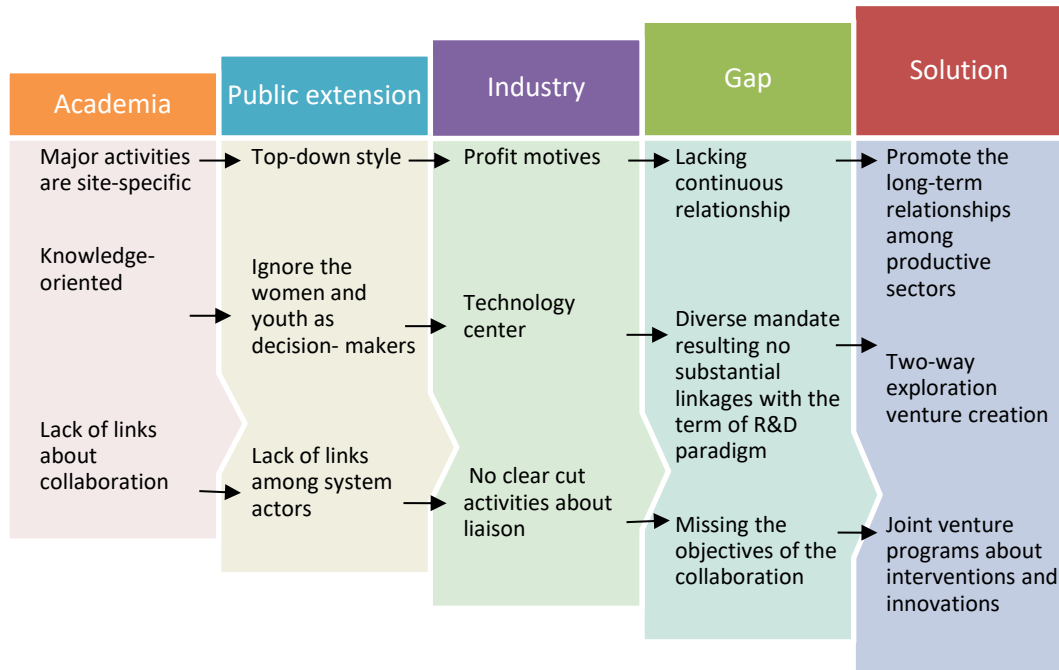 Academia
Public extension
Industry
Gap
Solution
Major activities
are site-specific
Knowledge-
oriented
Lack of links
about
collaboration
Top-down style
Ignore the
women and
youth as
decision- makers
Lack of links
among system
actors
Profit motives
Technology
center
No clear cut
activities about
liaison
Lacking
continuous
relationship
Diverse mandate
resulting no
substantial
linkages with the
term of R&D
paradigm
Missing the
objectives of the
collaboration
Promote the
long-term
relationships
among
productive
sectors
Two-way
exploration
venture creation
Joint venture
programs about
interventions and
innovations